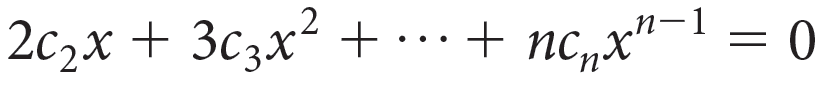 2c₂x + 3c₃x² + ⋯ + ncₙxⁿ⁻¹ = 0